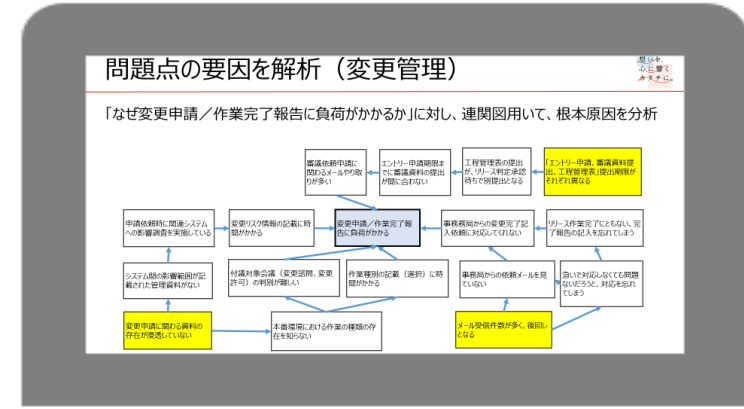 問題点の要因を解析（変更管理）
想いを、
心に響く
カタチに。
「なぜ変更申請／作業完了報告に負荷がかかるか」に対し、連関図用いて、根本原因を分析
審議依頼申請に
関わるメールやり取
りが多い
エントリー申請期限ま
でに審議資料の提出
が間に合わない
工程管理表の提出
が、リリース判定承認
待ちで別提出となる
「エントリー申請、審議資料提
出、工程管理表」提出期限が
それぞれ異なる
申請依頼時に関連システム
への影響調査を実施している
変更リスク情報の記載に時
間がかかる
変更申請／作業完了報
告に負荷がかかる
事務務局からの変更完了記
入依頼に対応してくれない
リリース作業完了にともない、完
了報告の記入を忘れてしまう
システム間の影響範囲が記
載された管理資料がない
付議対象会議（変更諮問、変更
許可）の判別が難しい
作業種別の記載（選択）に時
間がかかる
事務局からの依頼メールを見
ていない
急いで対応しなくても問題
ないだろうと、対応を忘れ
てしまう
変更申請に関わる資料の
存在が浸透していない
本番環境における作業の種類の存
在を知らない
メール受信件数が多く、後回し
となる